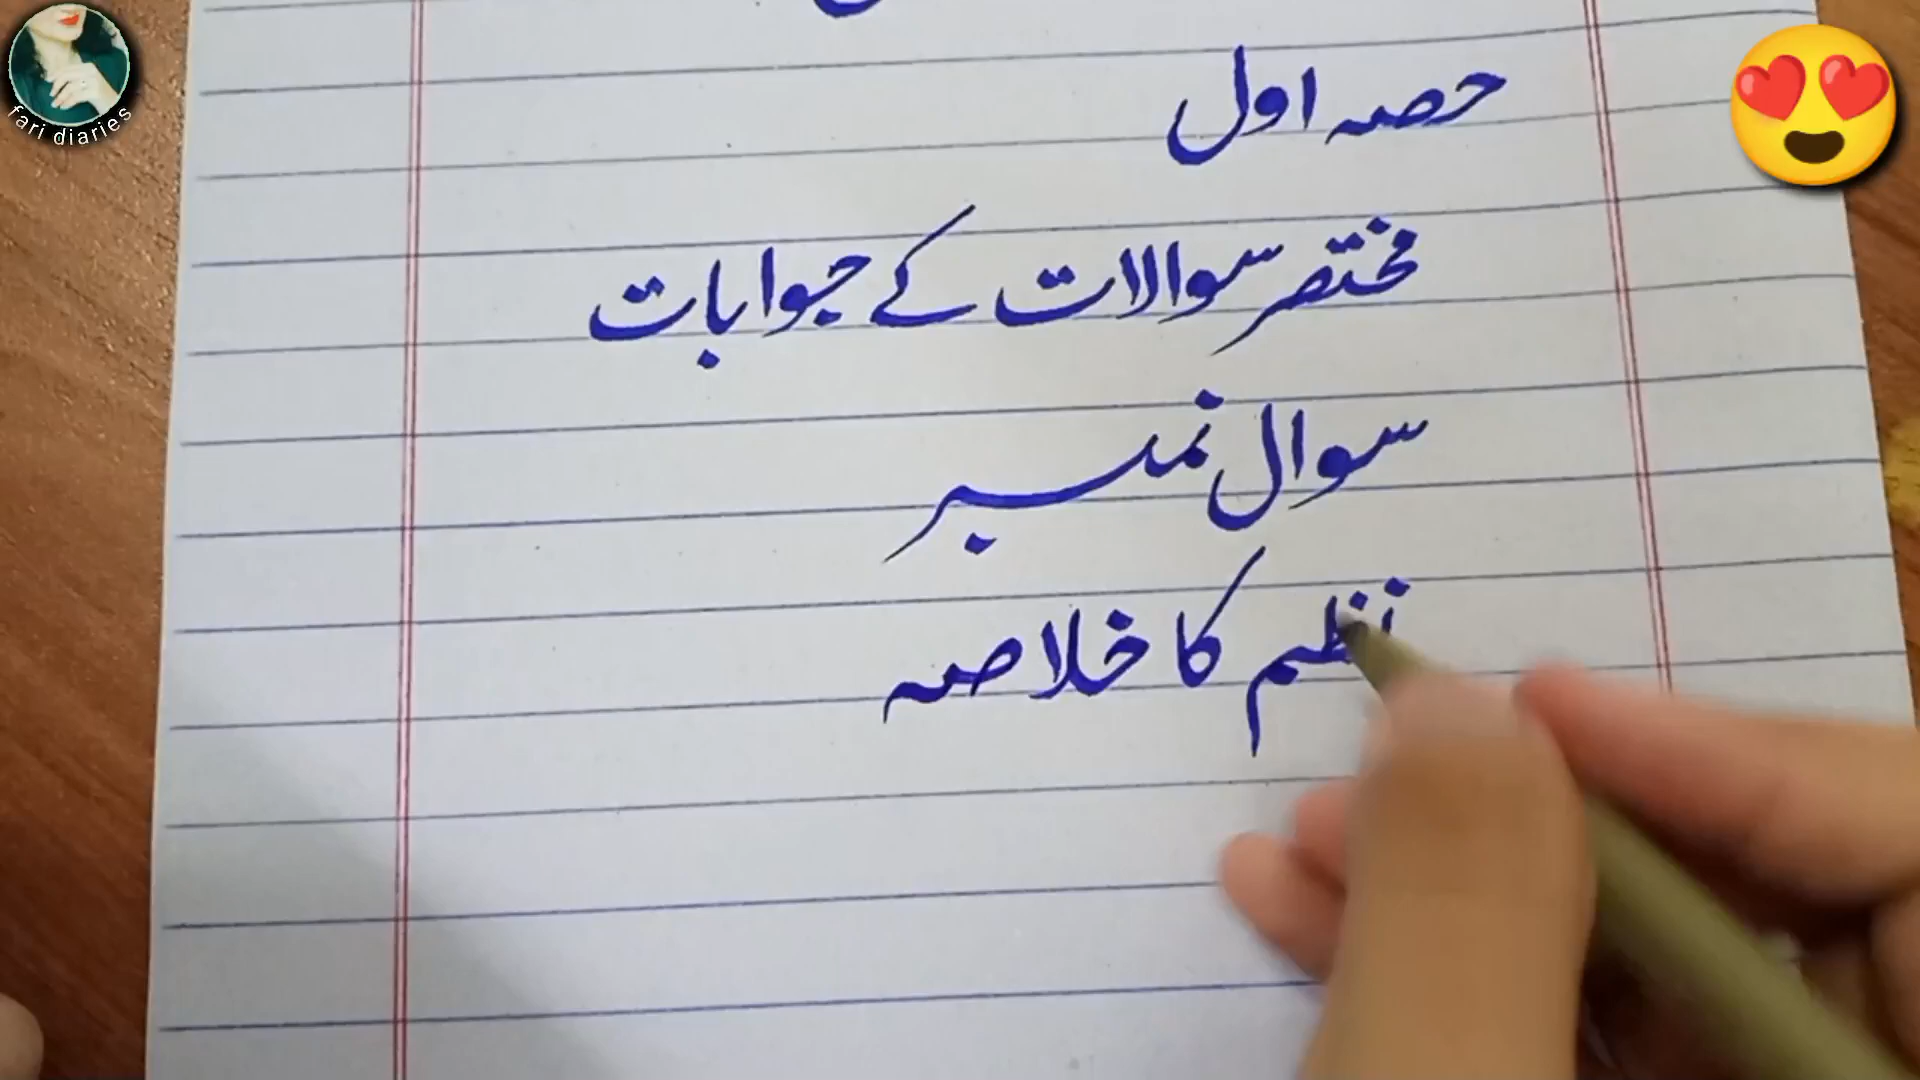 fari diaries
حصہ اول
مختصر سوالات کے جوابات
سوال نمبر
نظم کا خلاصہ